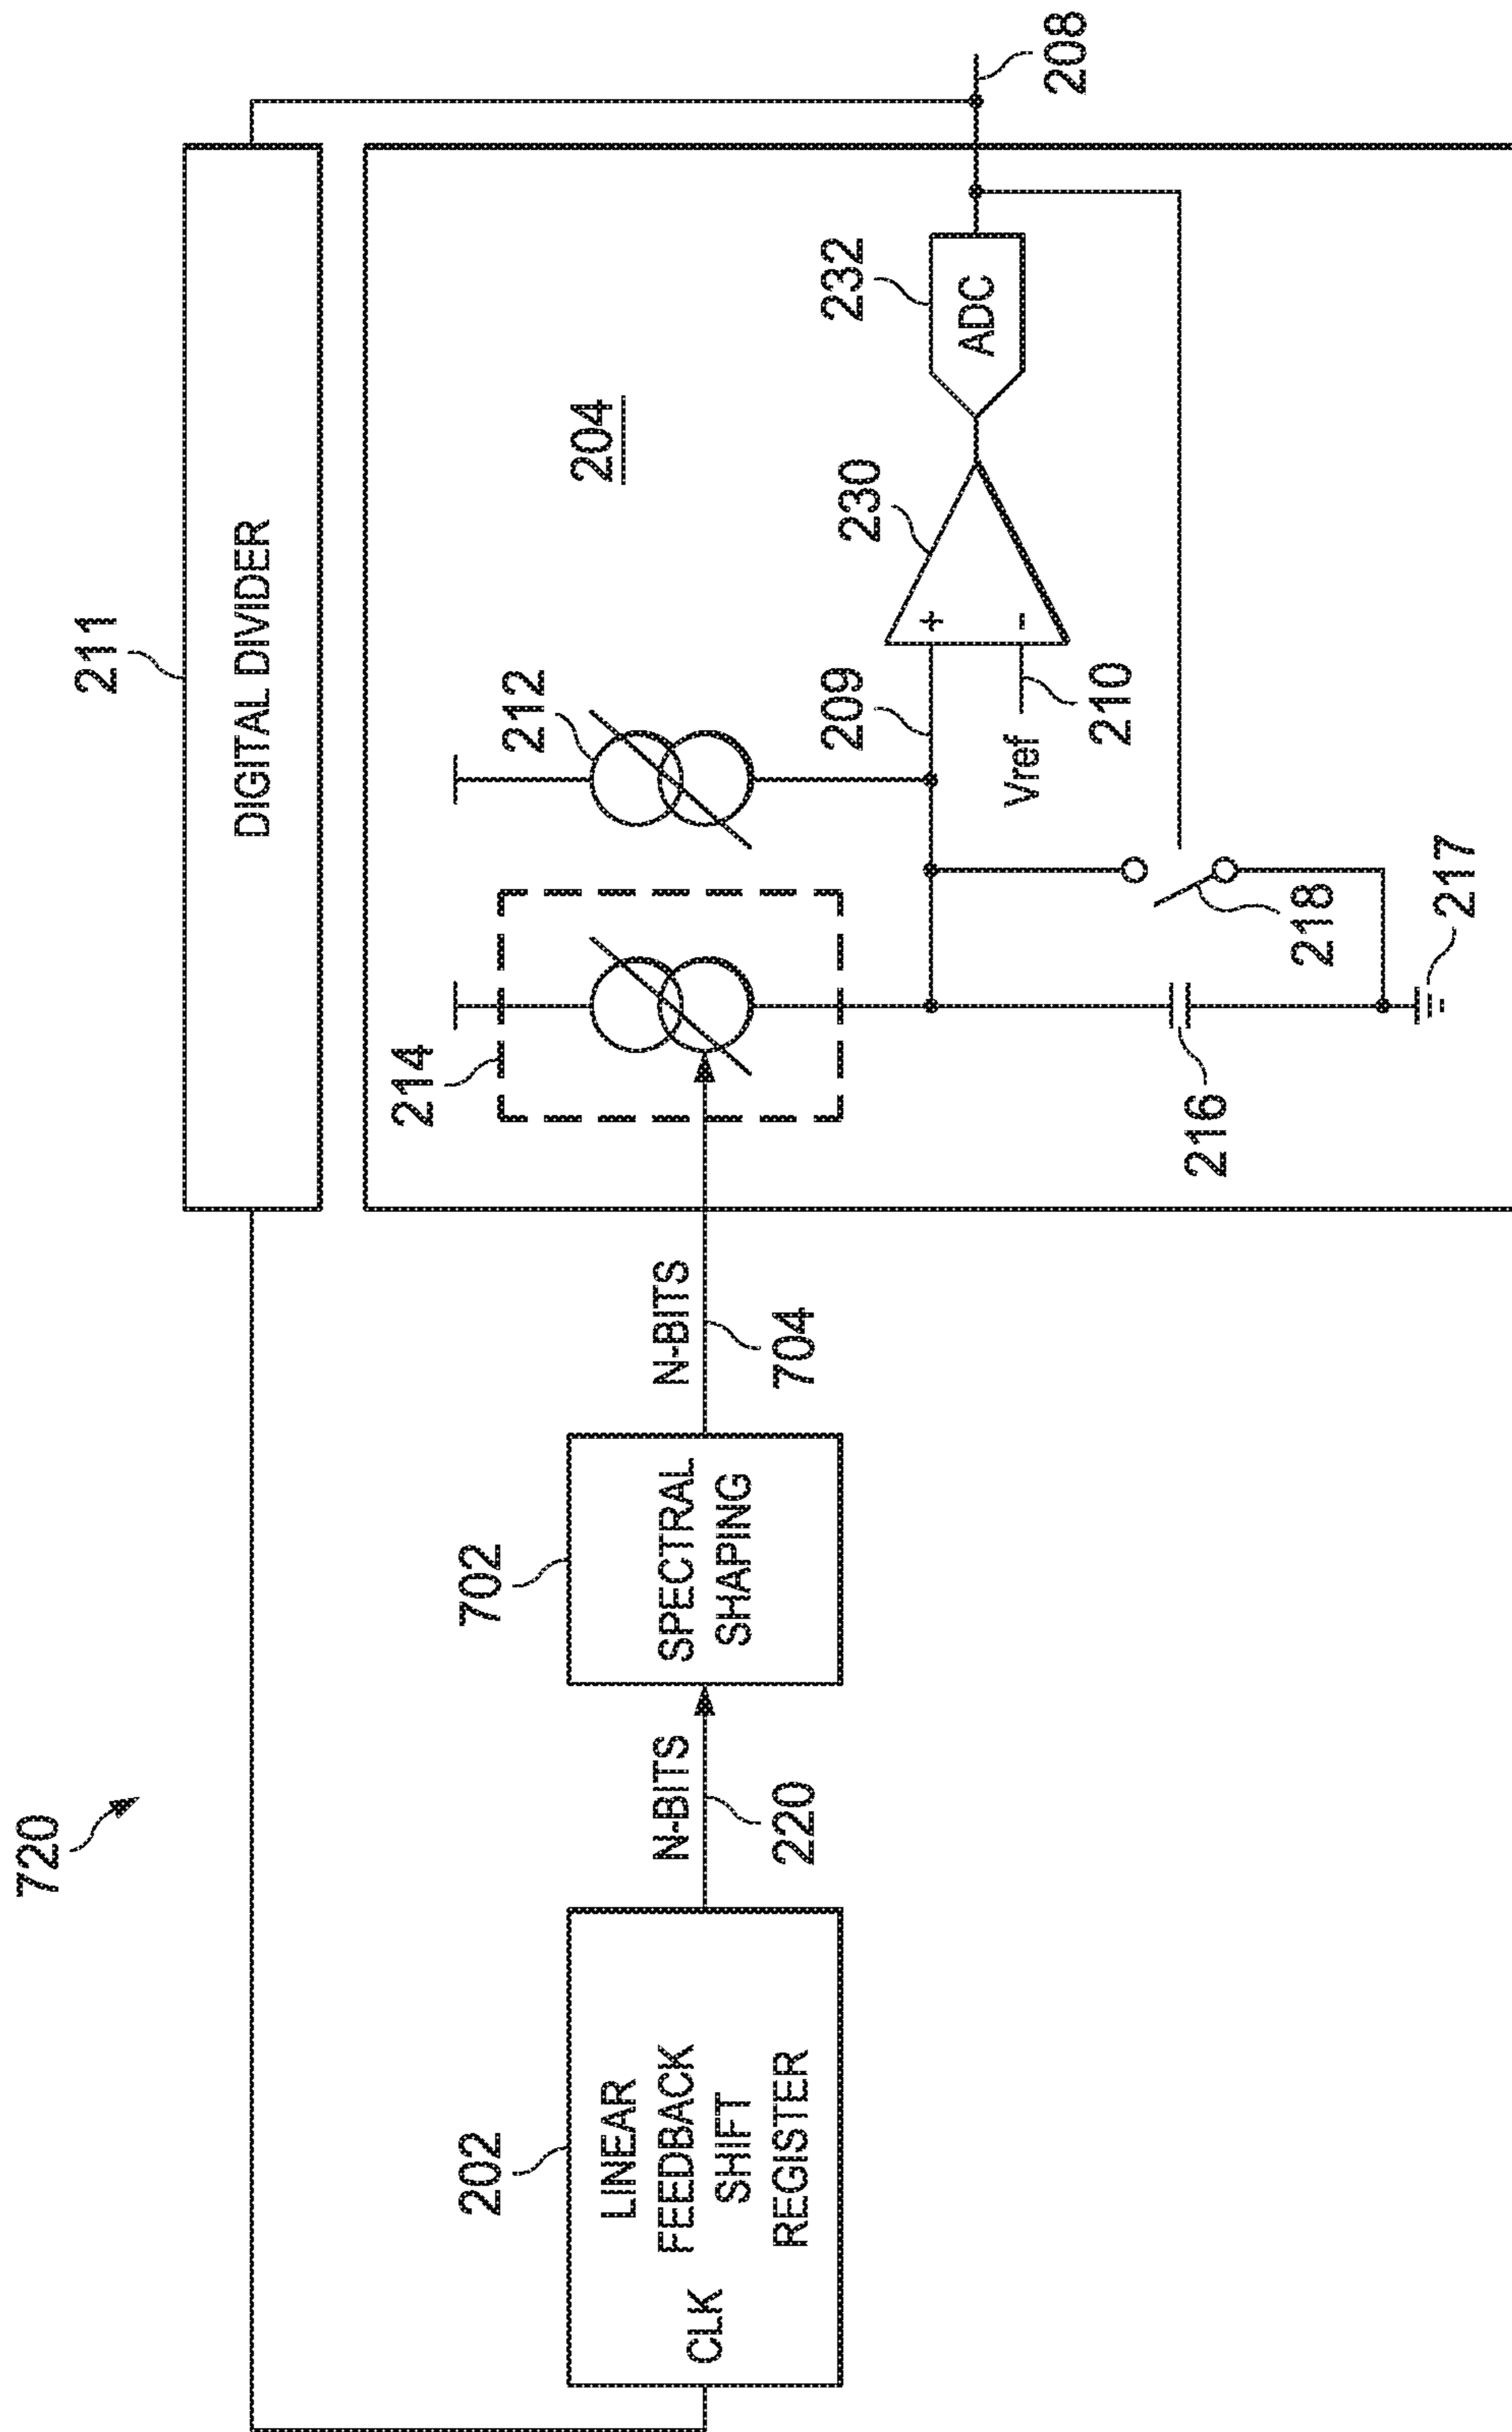 720
211
DIGITAL DIVIDER
204
214
212
202
LINEAR
FEEDBACK
SHIFT
REGISTER
CLK
N-BITS
220
702
SPECTRAL
SHAPING
N-BITS
704
209
230
232
+
-
ADC
208
Vref
210
218
216
217